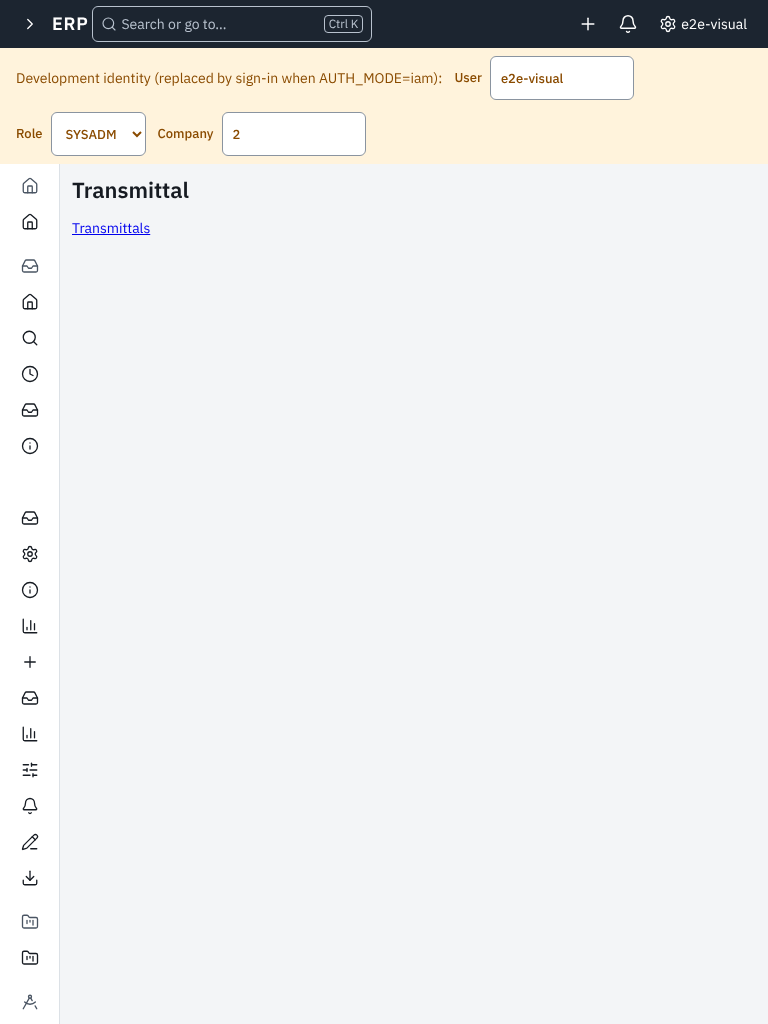 ERP Search or go to... Ctrl K e2e-visual
Development identity (replaced by sign-in when AUTH_MODE=iam): User e2e-visual
Role SYSADM Company 2
Transmittal
Transmittals